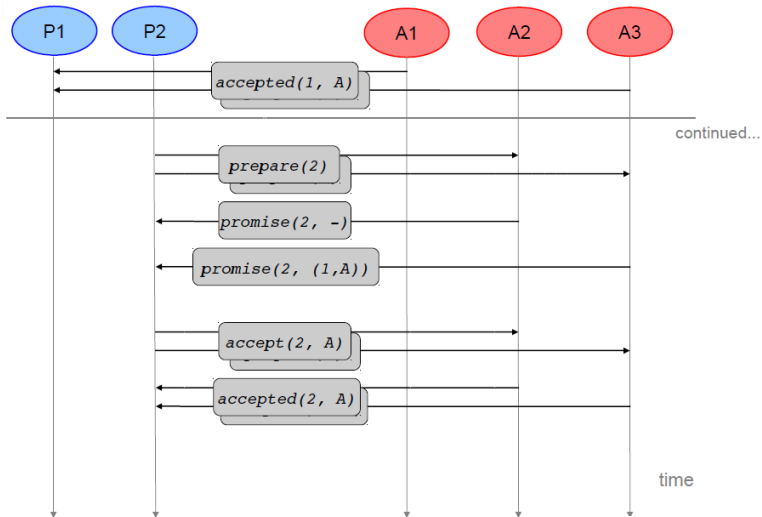 P1 P2 A1 A2 A3
accepted(1, A)
continued...
prepare(2)
promise(2, -)
promise(2, (1,A))
accept(2, A)
accepted(2, A)
time